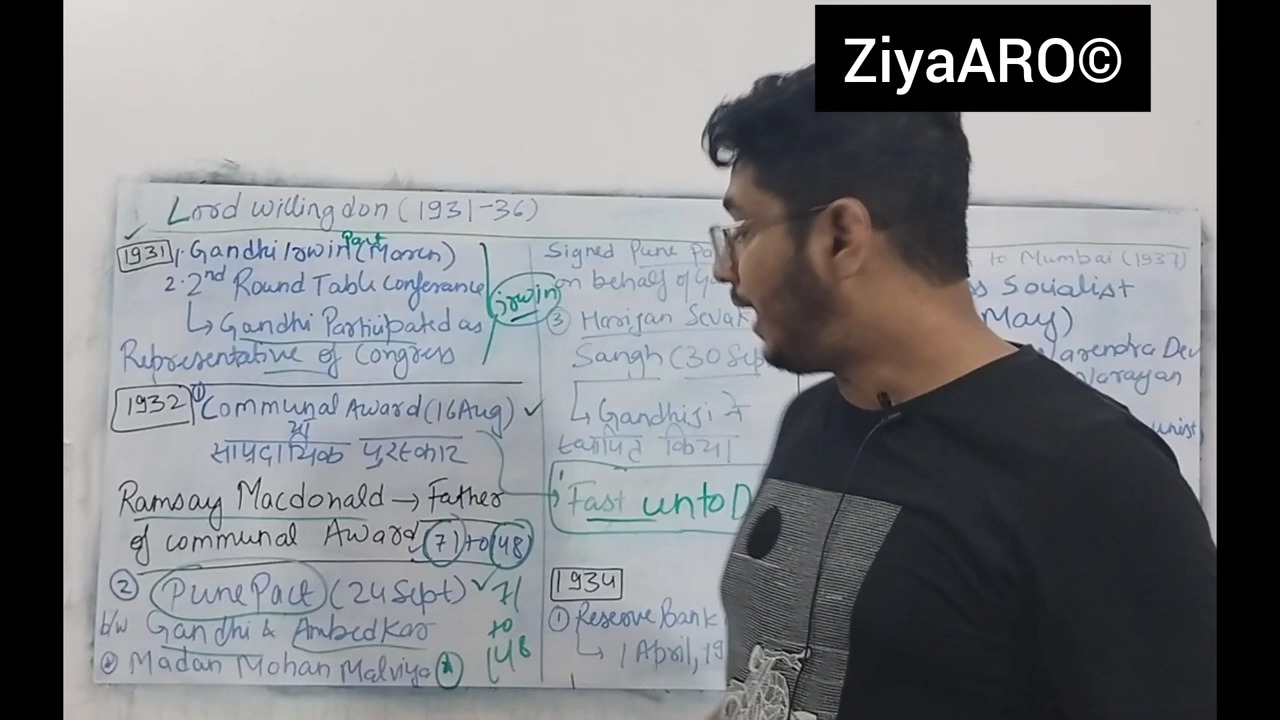 ZiyaARO©
Lord Willingdon (1931-36)
1931 1. Gandhi Irwin Pact (March)
2. 2nd Round Table Conferance
↳ Gandhi Participated as
Representative of Congress
irwin
1932 ① Communal Award (16 Aug) ✓
या
साप्रदायिक पुरस्कार
Ramsay Macdonald → Father
of communal Award (71) to (48)
② Pune Pact (24 Sept) ✓ 71
to
148
b/w Gandhi & Ambedkar
Madan Mohan Malviya
Signed Pune Pa
on behalf of
③ Harijan Sevak
Sangh (30 Sep
↳ Gandhiji ने
स्थापित किया
Fast unto D
1934
① Reserve Bank
↳ 1 April, 19
to Mumbai (1937)
ss Socialist
May)
Narendra Dev
Narayan
unist